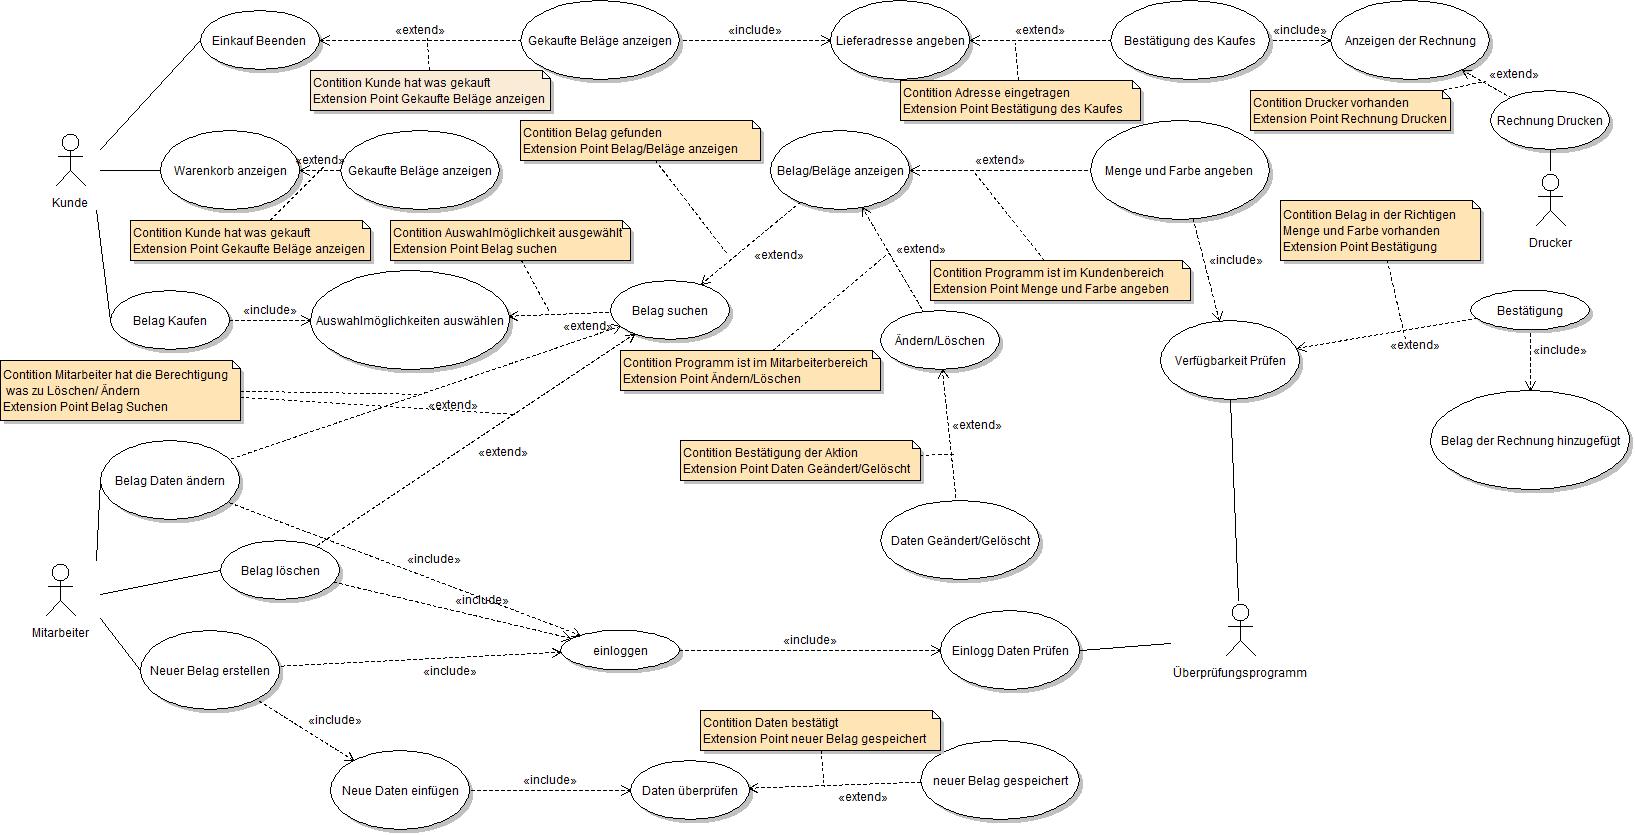 «extend»
«include»
«extend»
«include»
Einkauf Beenden
Gekaufte Beläge anzeigen
Lieferadresse angeben
Bestätigung des Kaufes
Anzeigen der Rechnung
«extend»
Contition Kunde hat was gekauft
Extension Point Gekaufte Beläge anzeigen
Contition Adresse eingetragen
Extension Point Bestätigung des Kaufes
Contition Drucker vorhanden
Extension Point Rechnung Drucken
Rechnung Drucken
Contition Belag gefunden
Extension Point Belag/Beläge anzeigen
Kunde
Warenkorb anzeigen
«extend»
Gekaufte Beläge anzeigen
Belag/Beläge anzeigen
«extend»
Menge und Farbe angeben
Drucker
Contition Kunde hat was gekauft
Extension Point Gekaufte Beläge anzeigen
Contition Auswahlmöglichkeit ausgewählt
Extension Point Belag suchen
Contition Belag in der Richtigen
Menge und Farbe vorhanden
Extension Point Bestätigung
«extend»
«extend»
«include»
Contition Programm ist im Kundenbereich
Extension Point Menge und Farbe angeben
Belag Kaufen
«include»
Auswahlmöglichkeiten auswählen
«extend»
Belag suchen
Bestätigung
Ändern/Löschen
«extend»
«include»
Verfügbarkeit Prüfen
Contition Programm ist im Mitarbeiterbereich
Extension Point Ändern/Löschen
Contition Mitarbeiter hat die Berechtigung
was zu Löschen/ Ändern
Extension Point Belag Suchen
«extend»
«extend»
«extend»
Belag der Rechnung hinzugefügt
Contition Bestätigung der Aktion
Extension Point Daten Geändert/Gelöscht
Belag Daten ändern
Daten Geändert/Gelöscht
«include»
Belag löschen
«include»
Mitarbeiter
«include»
einloggen
Einlogg Daten Prüfen
Überprüfungsprogramm
Neuer Belag erstellen
«include»
«include»
Contition Daten bestätigt
Extension Point neuer Belag gespeichert
Neue Daten einfügen
«include»
Daten überprüfen
«extend»
neuer Belag gespeichert